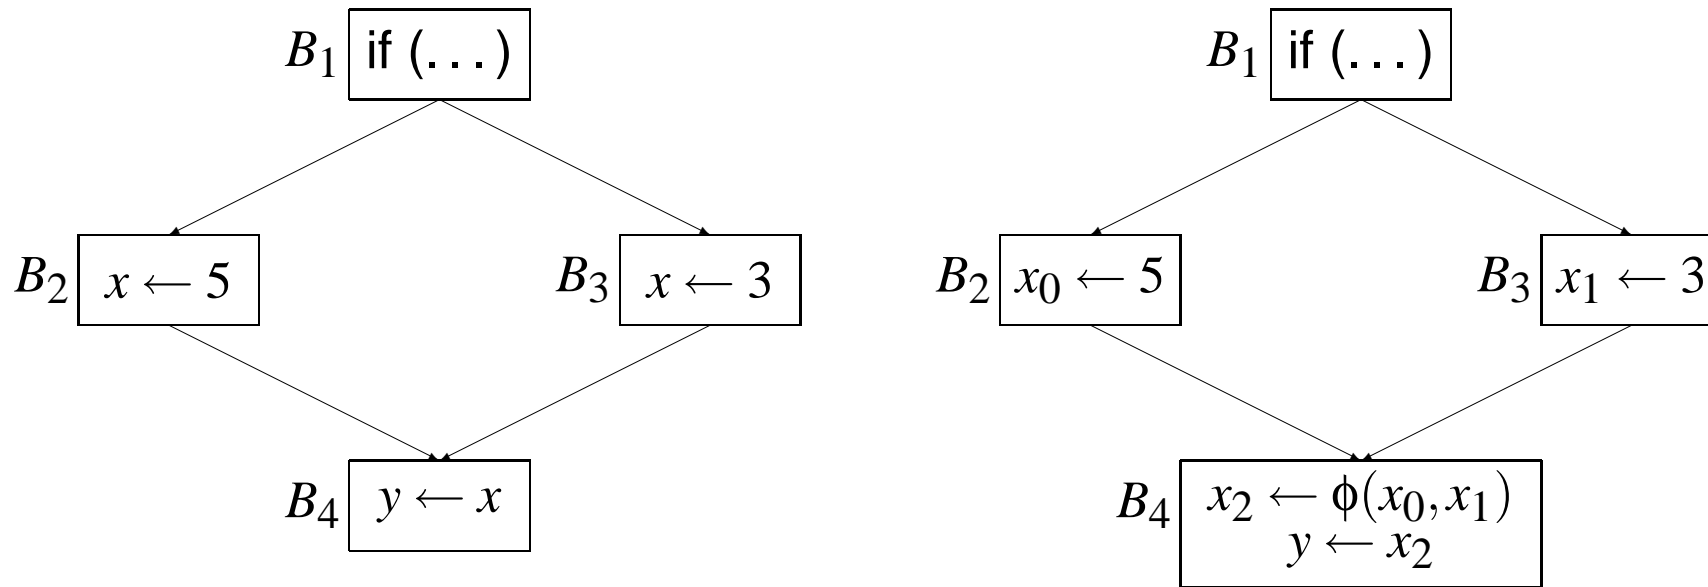 B₁ if (...)
B₂ x ← 5
B₃ x ← 3
B₄ y ← x
B₁ if (...)
B₂ x₀ ← 5
B₃ x₁ ← 3
B₄ x₂ ← ϕ(x₀,x₁)
y ← x₂